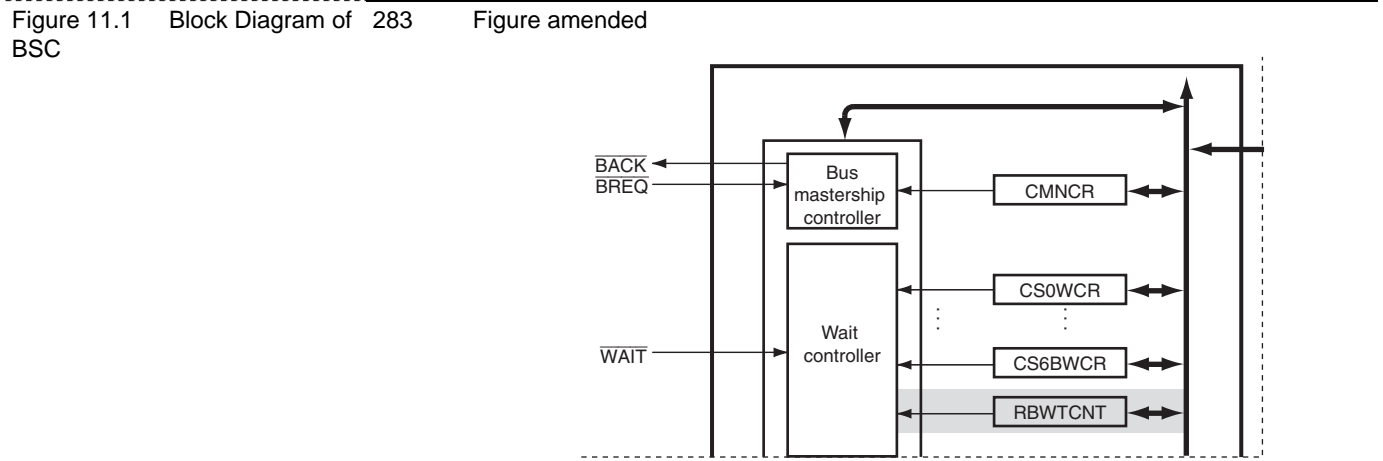 Figure 11.1 Block Diagram of 283 Figure amended
BSC
BACK
BREQ
Bus
mastership
controller
CMNCR
CS0WCR
WAIT
Wait
controller
CS6BWCR
RBWTCNT